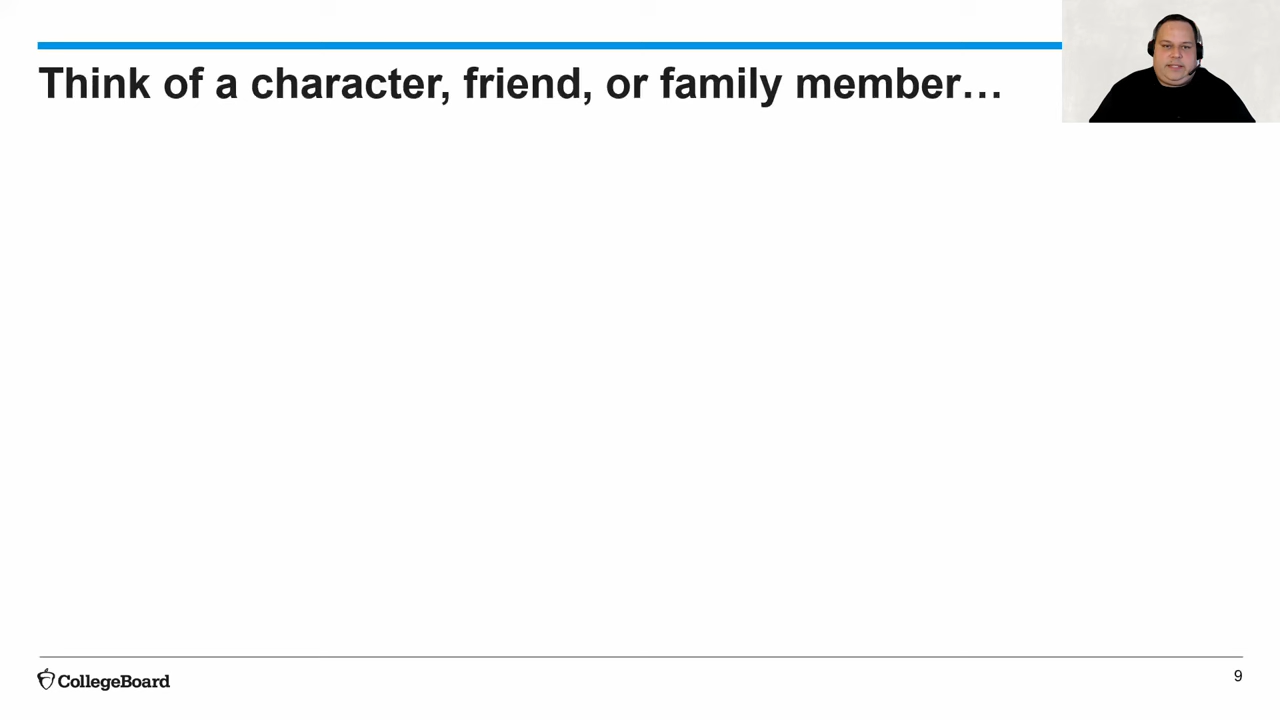 Think of a character, friend, or family member…
CollegeBoard
9